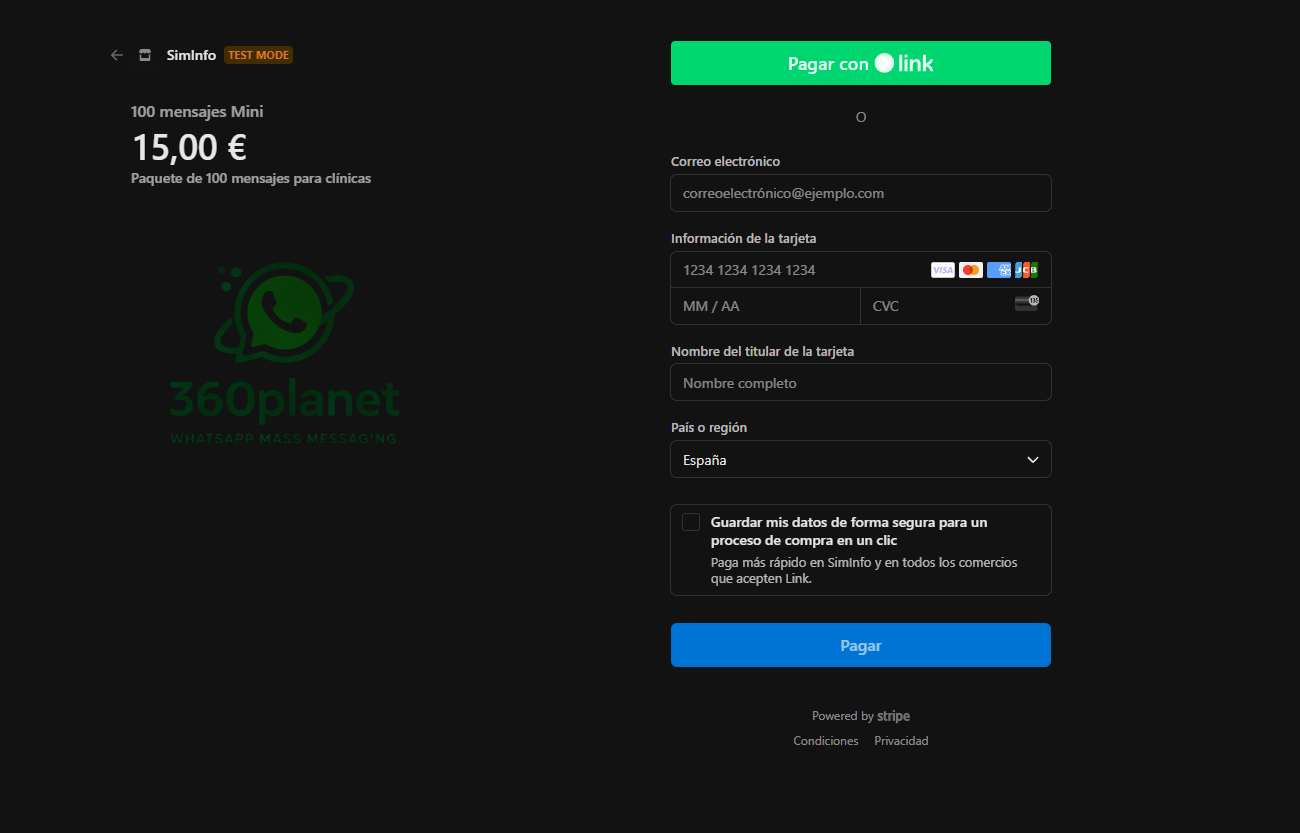 SimInfo TEST MODE
100 mensajes Mini
15,00 €
Paquete de 100 mensajes para clínicas
360planet
WHATSAPP MASS MESSAGING
Pagar con link
O
Correo electrónico
correoelectrónico@ejemplo.com
Información de la tarjeta
1234 1234 1234 1234 VISA JCB
MM / AA CVC
Nombre del titular de la tarjeta
Nombre completo
País o región
España
Guardar mis datos de forma segura para un
proceso de compra en un clic
Paga más rápido en SimInfo y en todos los comercios
que acepten Link.
Pagar
Powered by stripe
Condiciones Privacidad